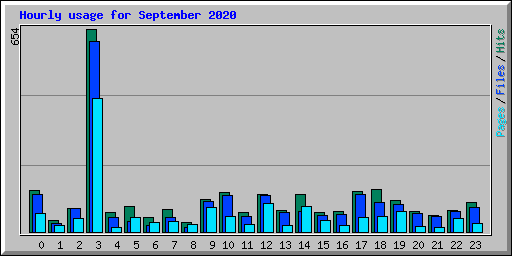 Hourly usage for September 2020
654
Pages/Files/Hits
0 1 2 3 4 5 6 7 8 9 10 11 12 13 14 15 16 17 18 19 20 21 22 23